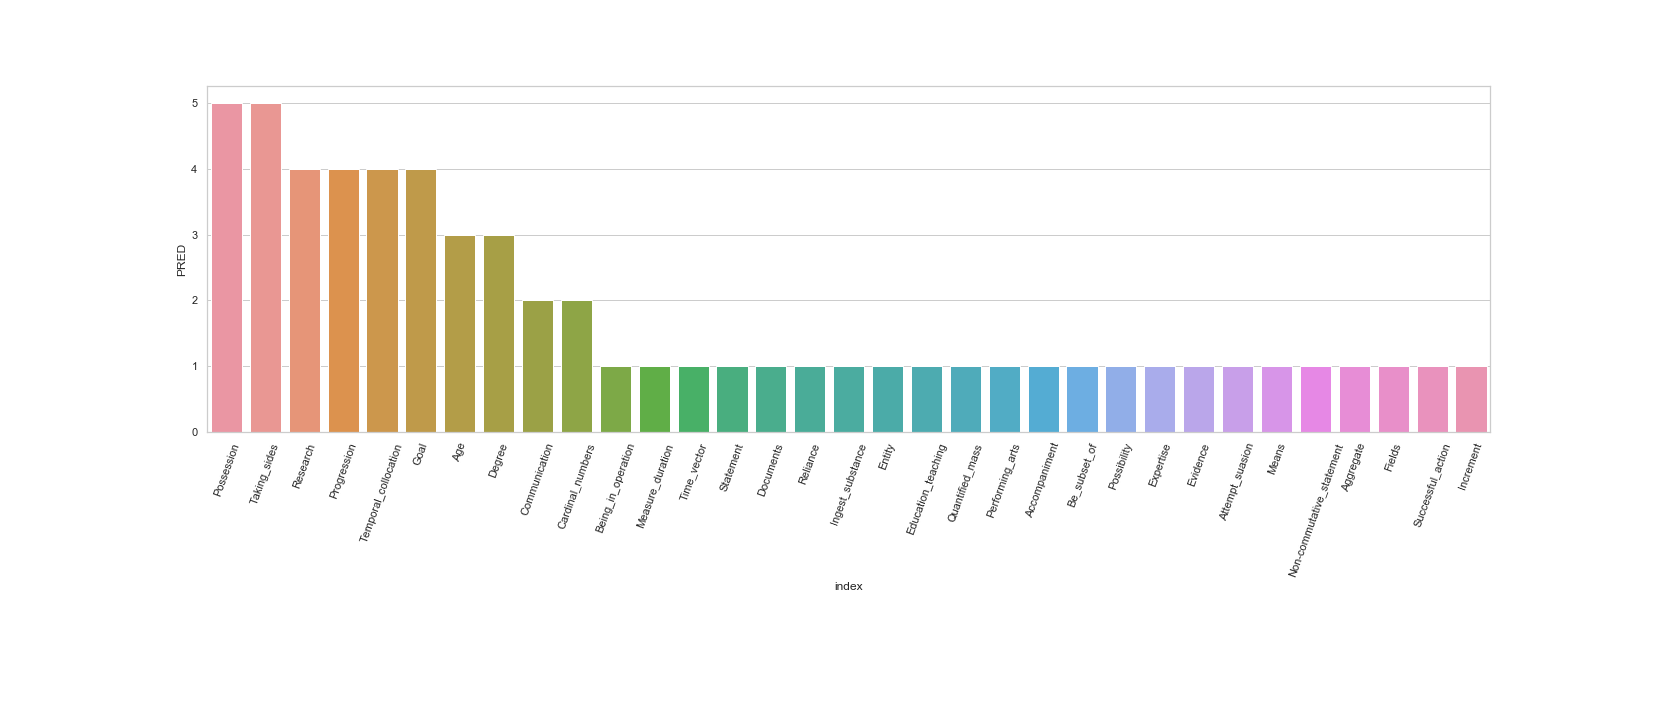 5
4
3
2
1
0
PRED
Possession
Taking_sides
Research
Progression
Temporal_collocation
Goal
Age
Degree
Communication
Cardinal_numbers
Being_in_operation
Measure_duration
Time_vector
Statement
Documents
Reliance
Ingest_substance
Entity
Education_teaching
Quantified_mass
Performing_arts
Accompaniment
Be_subset_of
Possibility
Expertise
Evidence
Attempt_suasion
Means
Non-commutative_statement
Aggregate
Fields
Successful_action
Increment
index